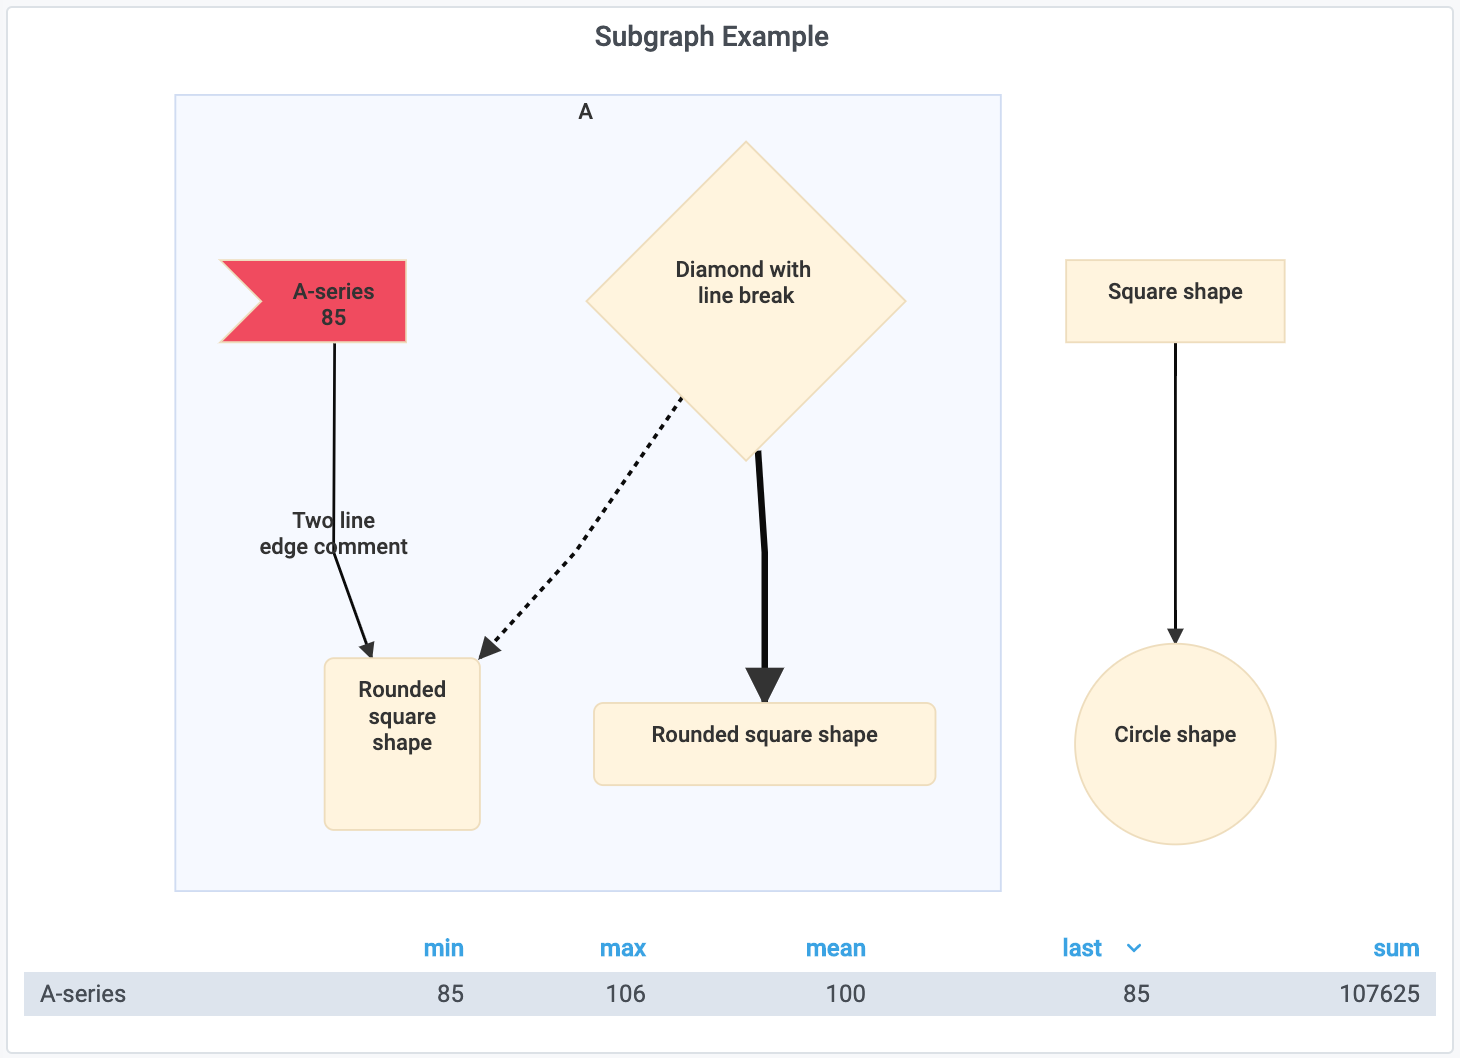 Subgraph Example
A
A-series
85
Diamond with
line break
Square shape
Two line
edge comment
Rounded
square
shape
Rounded square shape
Circle shape
min max mean last sum
A-series 85 106 100 85 107625